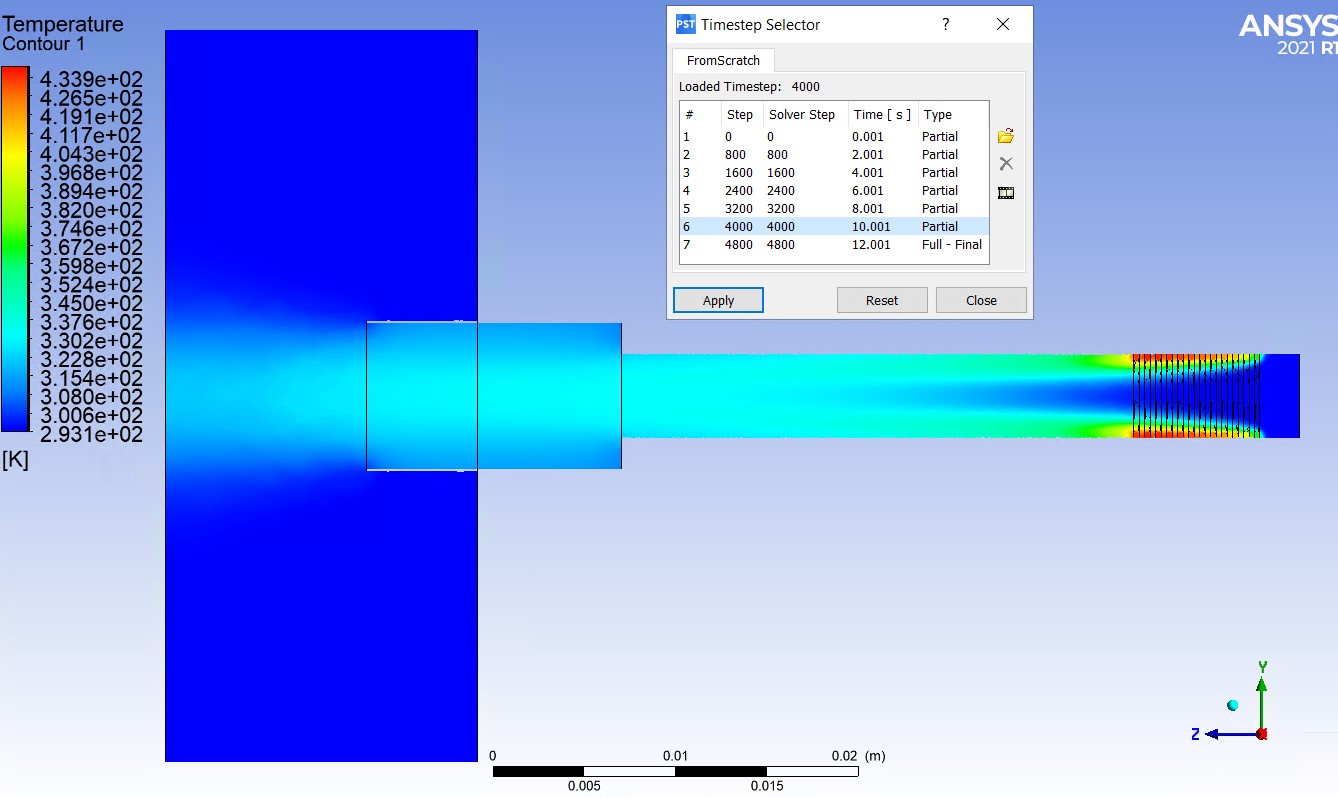 Temperature
Contour 1
4.339e+02
4.265e+02
4.191e+02
4.117e+02
4.043e+02
3.968e+02
3.894e+02
3.820e+02
3.746e+02
3.672e+02
3.598e+02
3.524e+02
3.450e+02
3.376e+02
3.302e+02
3.228e+02
3.154e+02
3.080e+02
3.006e+02
2.931e+02
[K]
PST Timestep Selector ?
FromScratch
Loaded Timestep: 4000
# Step Solver Step Time [ s ] Type
1 0 0 0.001 Partial
2 800 800 2.001 Partial
3 1600 1600 4.001 Partial
4 2400 2400 6.001 Partial
5 3200 3200 8.001 Partial
6 4000 4000 10.001 Partial
7 4800 4800 12.001 Full - Final
Apply Reset Close
ANSYS
2021 R1
Y
Z
0 0.01 0.02 (m)
0.005 0.015